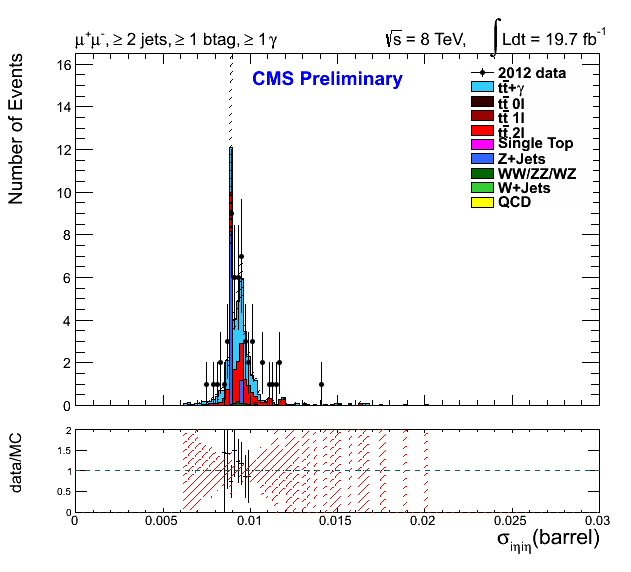 μ⁺μ⁻, ≥ 2 jets, ≥ 1 btag, ≥ 1 γ √s = 8 TeV, ∫ Ldt = 19.7 fb⁻¹
CMS Preliminary
2012 data
tt̄+γ
tt̄ 0l
tt̄ 1l
tt̄ 2l
Single Top
Z+Jets
WW/ZZ/WZ
W+Jets
QCD
Number of Events
16
14
12
10
8
6
4
2
0
data/MC
2
1.5
1
0.5
0
0 0.005 0.01 0.015 0.02 0.025 0.03
σ_iηiη(barrel)